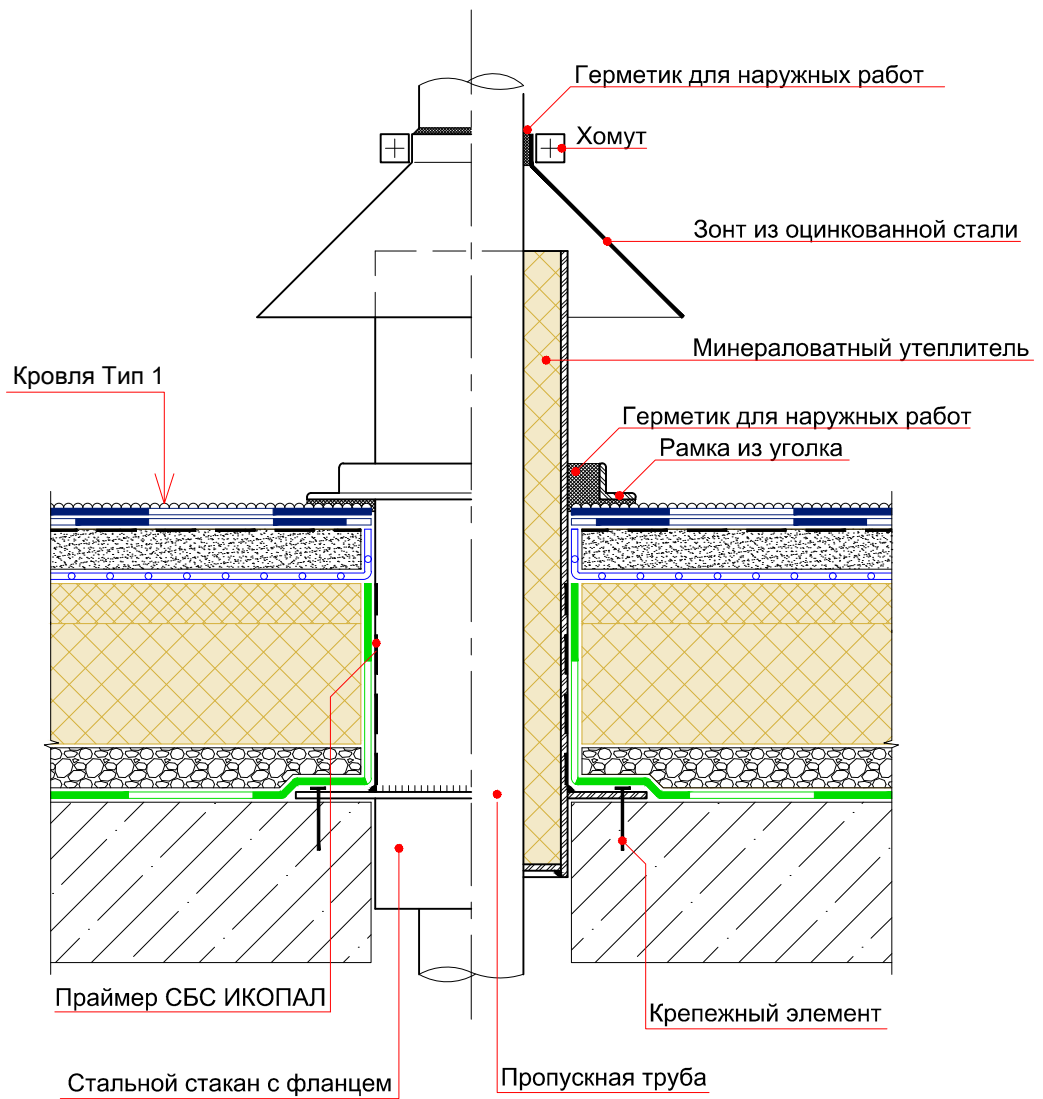 Герметик для наружных работ
Хомут
Зонт из оцинкованной стали
Минераловатный утеплитель
Кровля Тип 1
Герметик для наружных работ
Рамка из уголка
Праймер СБС ИКОПАЛ
Крепежный элемент
Стальной стакан с фланцем
Пропускная труба